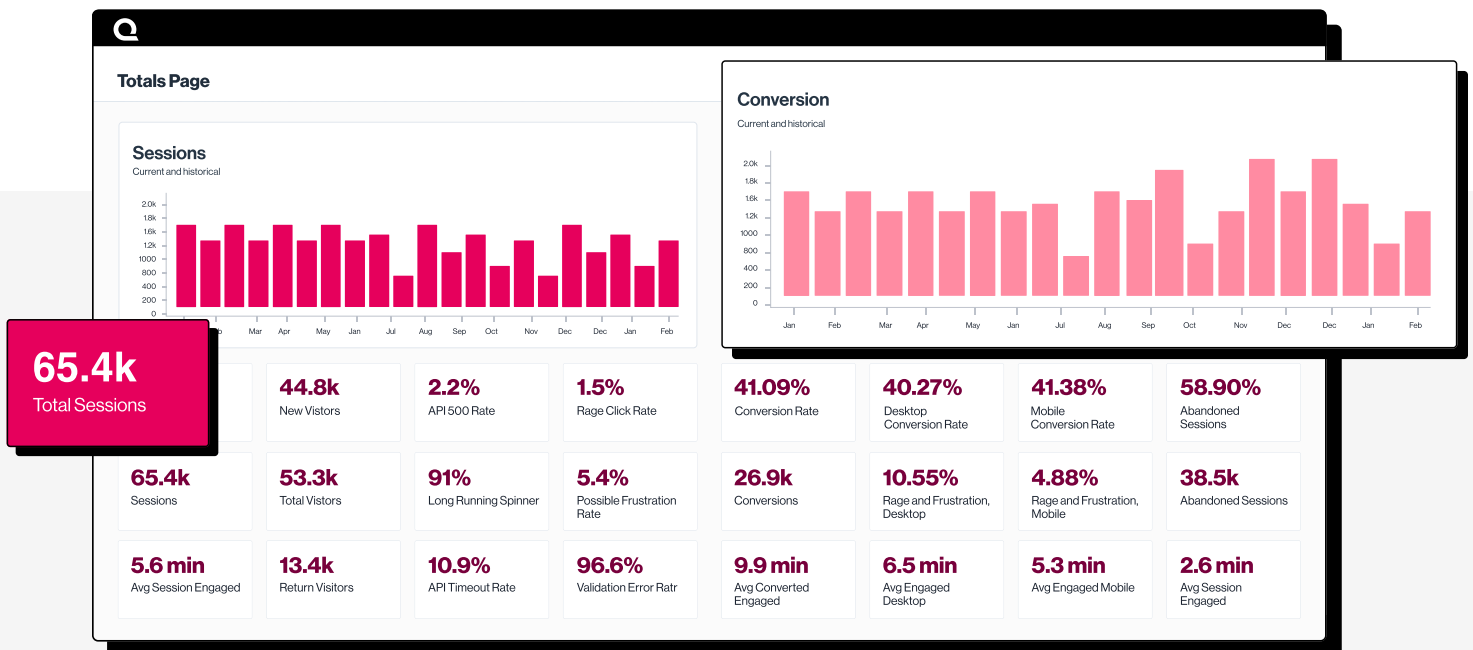 Totals Page
Sessions
Current and historical
2.0k
1.8k
1.6k
1.2k
1000
800
400
200
0
Mar Apr May Jan Jul Aug Sep Oct Nov Dec Dec Jan Feb
Conversion
Current and historical
2.0k
1.8k
1.6k
1.2k
1000
800
400
200
0
Jan Feb Mar Apr May Jan Jul Aug Sep Oct Nov Dec Dec Jan Feb
65.4k
Total Sessions
44.8k
New Vistors
2.2%
API 500 Rate
1.5%
Rage Click Rate
41.09%
Conversion Rate
40.27%
Desktop
Conversion Rate
41.38%
Mobile
Conversion Rate
58.90%
Abandoned
Sessions
65.4k
Sessions
53.3k
Total Vistors
91%
Long Running Spinner
5.4%
Possible Frustration
Rate
26.9k
Conversions
10.55%
Rage and Frustration,
Desktop
4.88%
Rage and Frustration,
Mobile
38.5k
Abandoned Sessions
5.6 min
Avg Session Engaged
13.4k
Return Visitors
10.9%
API Timeout Rate
96.6%
Validation Error Ratr
9.9 min
Avg Converted
Engaged
6.5 min
Avg Engaged
Desktop
5.3 min
Avg Engaged Mobile
2.6 min
Avg Session
Engaged